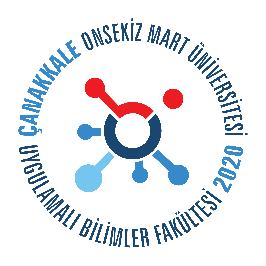 ÇANAKKALE ONSEKİZ MART ÜNİVERSİTESİ
UYGULAMALI BİLİMLER FAKÜLTESİ 2020